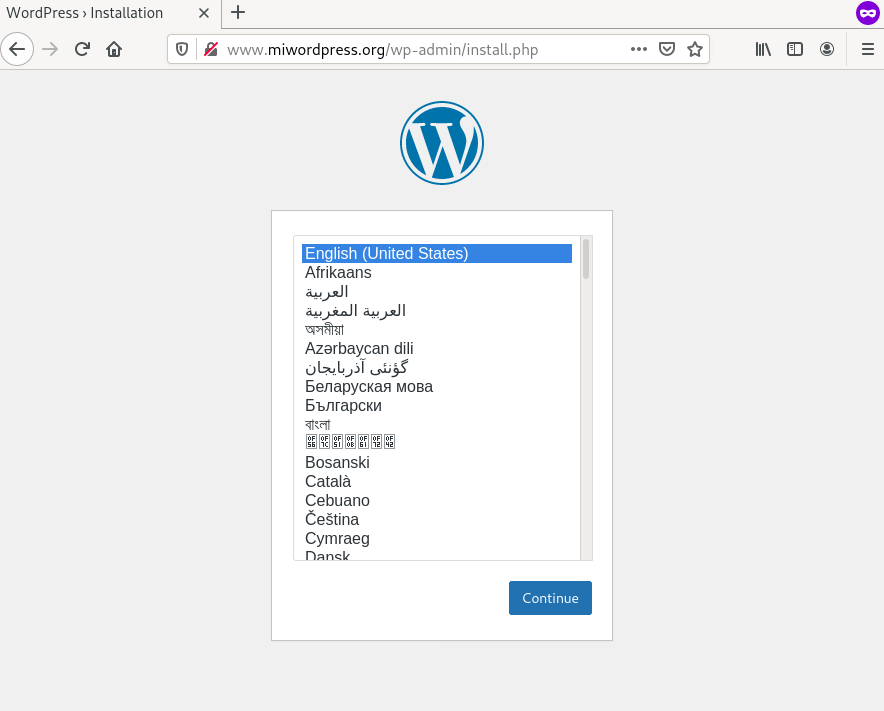 WordPress › Installation
www.miwordpress.org/wp-admin/install.php
English (United States)
Afrikaans
العربية
العربية المغربية
অসমীয়া
Azərbaycan dili
گؤنئی آذربایجان
Беларуская мова
Български
বাংলা
Bosanski
Català
Cebuano
Čeština
Cymraeg
Dansk
Continue